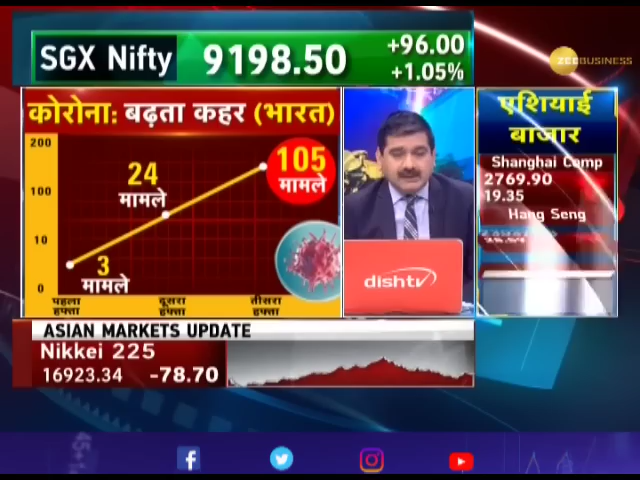 SGX Nifty 9198.50 +96.00
+1.05%
ZEEBUSINESS
कोरोना: बढ़ता कहर (भारत)
200
100
10
0
3
मामले
24
मामले
105
मामले
पहला
हफ्ता
दूसरा
हफ्ता
तीसरा
हफ्ता
dishtv
एशियाई
बाजार
Shanghai Comp
2769.90
19.35
Hang Seng
ASIAN MARKETS UPDATE
Nikkei 225
16923.34 -78.70